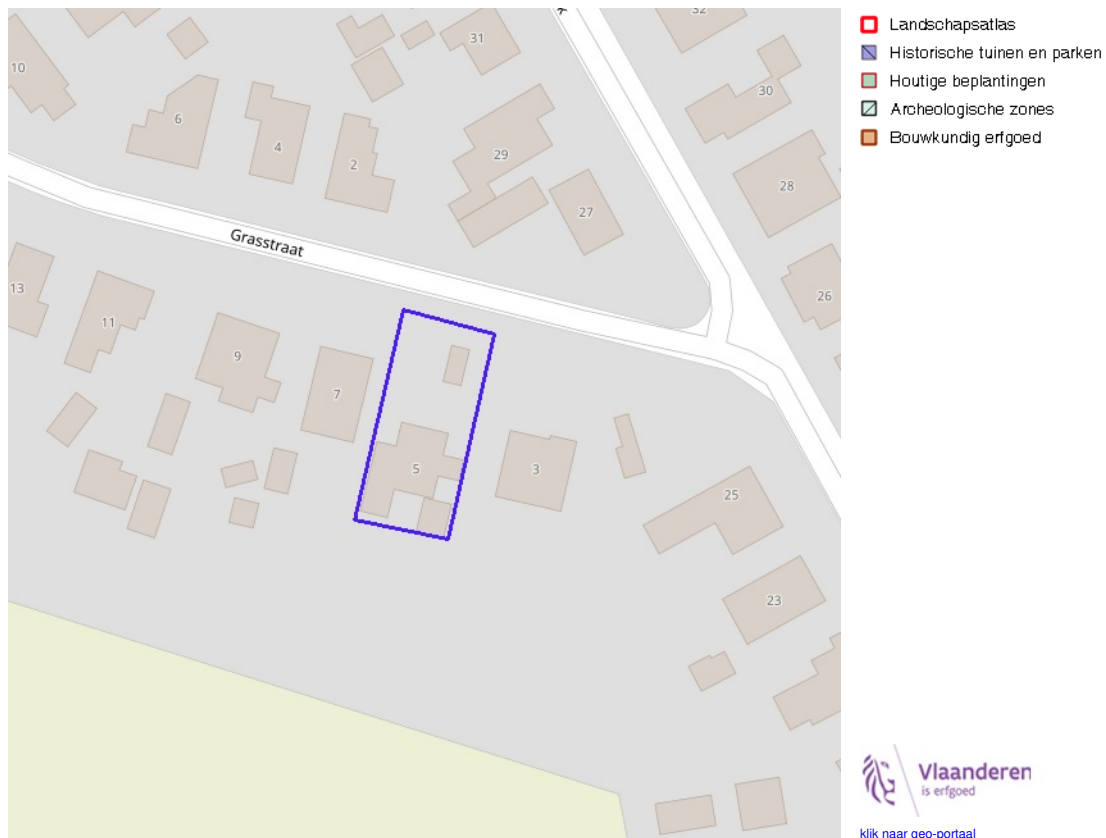 32
31
10
30
6
4
2
29
28
27
Grasstraat
26
13
11
9
7
5
3
25
23
Landschapsatlas
Historische tuinen en parken
Houtige beplantingen
Archeologische zones
Bouwkundig erfgoed
Vlaanderen
is erfgoed
klik naar geo-portaal